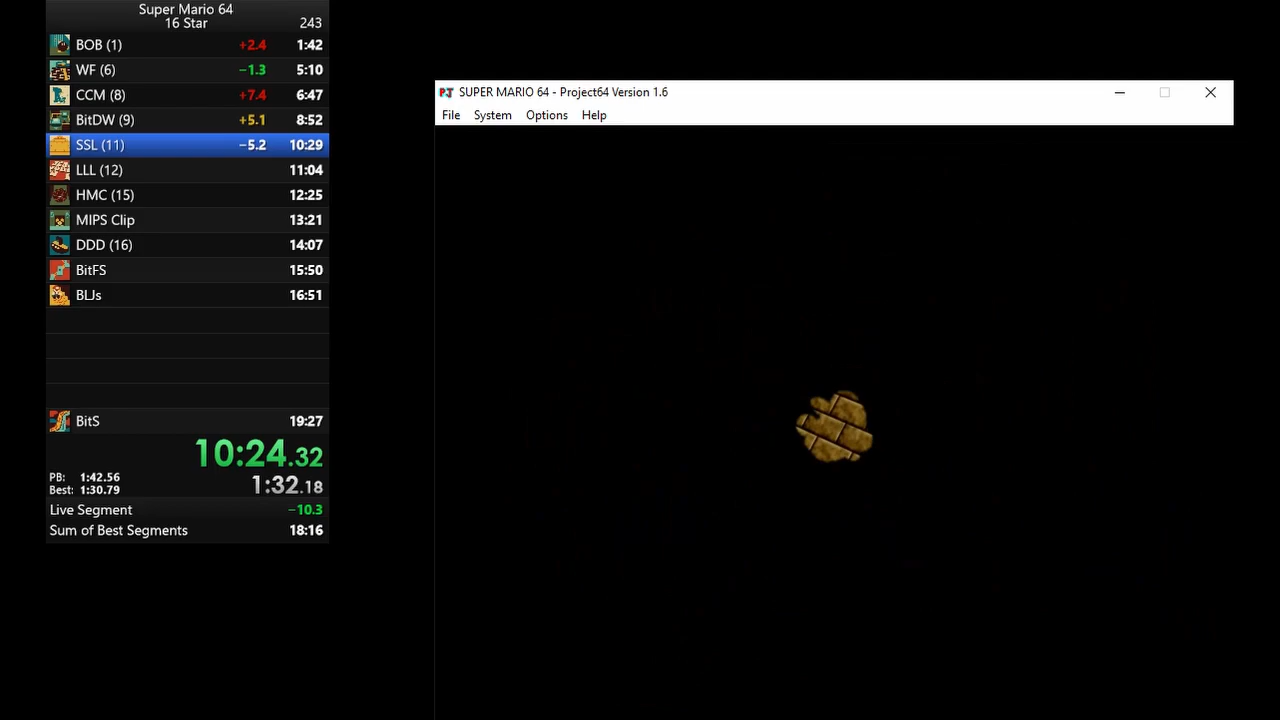 Super Mario 64
16 Star 243
BOB (1) +2.4 1:42
WF (6) −1.3 5:10
CCM (8) +7.4 6:47
BitDW (9) +5.1 8:52
SSL (11) −5.2 10:29
LLL (12) 11:04
HMC (15) 12:25
MIPS Clip 13:21
DDD (16) 14:07
BitFS 15:50
BLJs 16:51
BitS 19:27
10:24.32
PB: 1:42.56
Best: 1:30.79
1:32.18
Live Segment −10.3
Sum of Best Segments 18:16
SUPER MARIO 64 - Project64 Version 1.6
File System Options Help